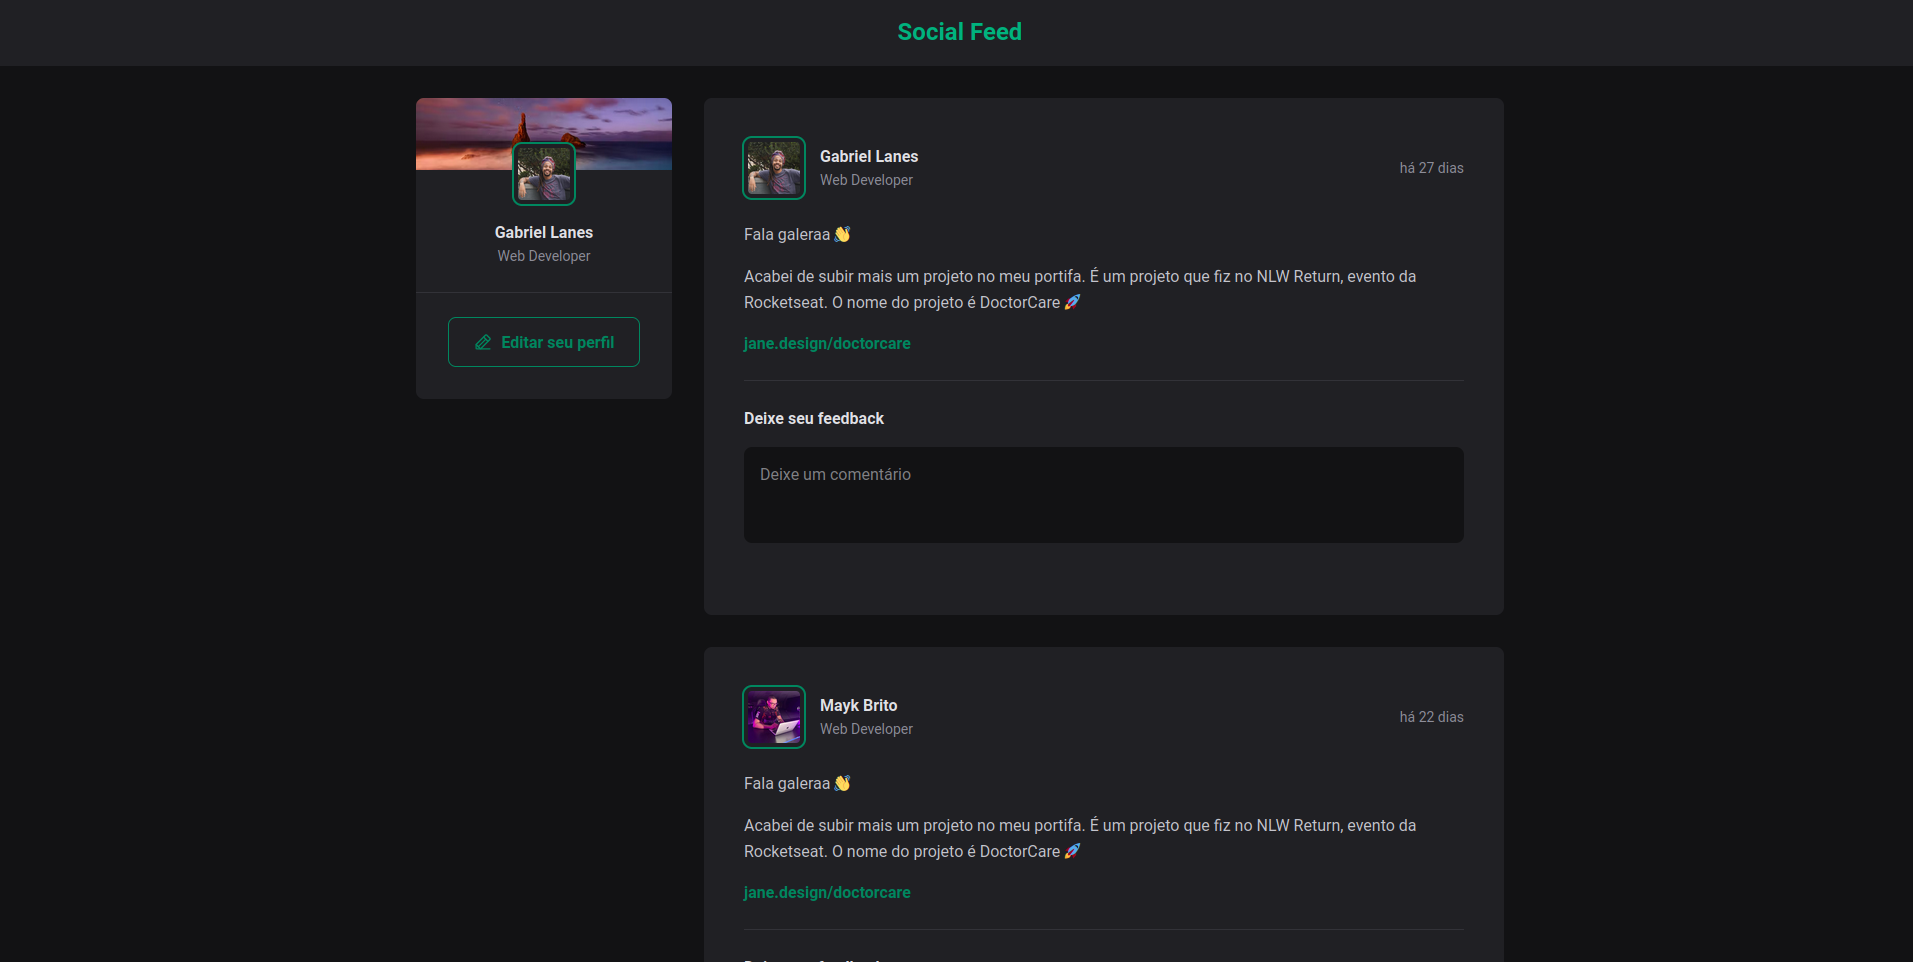 Social Feed
Gabriel Lanes
Web Developer
Editar seu perfil
Gabriel Lanes
Web Developer
há 27 dias
Fala galeraa 👋
Acabei de subir mais um projeto no meu portifa. É um projeto que fiz no NLW Return, evento da
Rocketseat. O nome do projeto é DoctorCare 🚀
jane.design/doctorcare
Deixe seu feedback
Deixe um comentário
Mayk Brito
Web Developer
há 22 dias
Fala galeraa 👋
Acabei de subir mais um projeto no meu portifa. É um projeto que fiz no NLW Return, evento da
Rocketseat. O nome do projeto é DoctorCare 🚀
jane.design/doctorcare